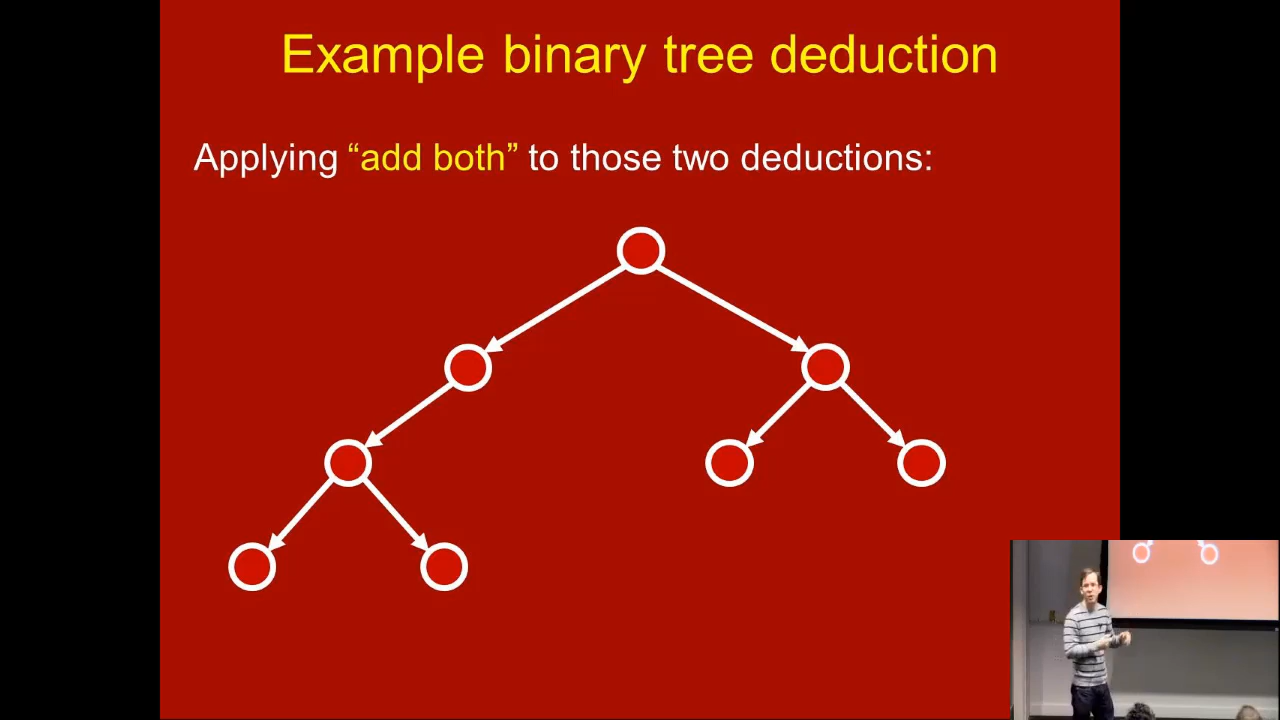 Example binary tree deduction
Applying “add both” to those two deductions: